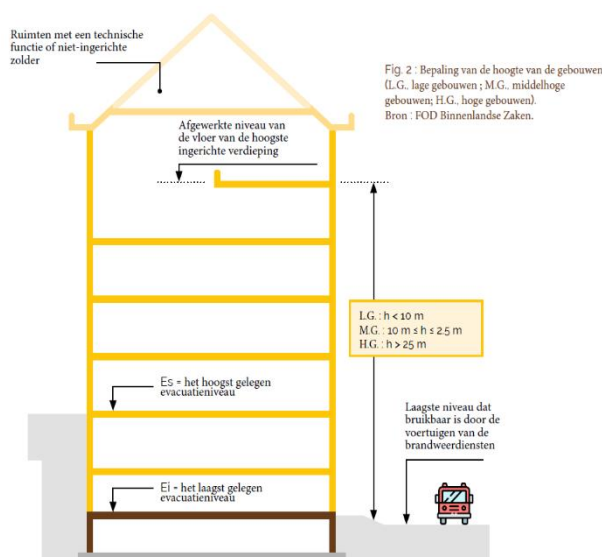 Ruimten met een technische
functie of niet-ingerichte
zolder
Fig. 2 : Bepaling van de hoogte van de gebouwen
(L.G., lage gebouwen ; M.G., middelhoge
gebouwen; H.G., hoge gebouwen).
Bron : FOD Binnenlandse Zaken.
Afgewerkte niveau van
de vloer van de hoogste
ingerichte verdieping
L.G. : h < 10 m
M.G. : 10 m ≤ h ≤ 2.5 m
H.G. : h > 25 m
Es = het hoogst gelegen
evacuatieniveau
Laagste niveau dat
bruikbaar is door de
voertuigen van de
brandweerdiensten
Ei = het laagst gelegen
evacuatieniveau